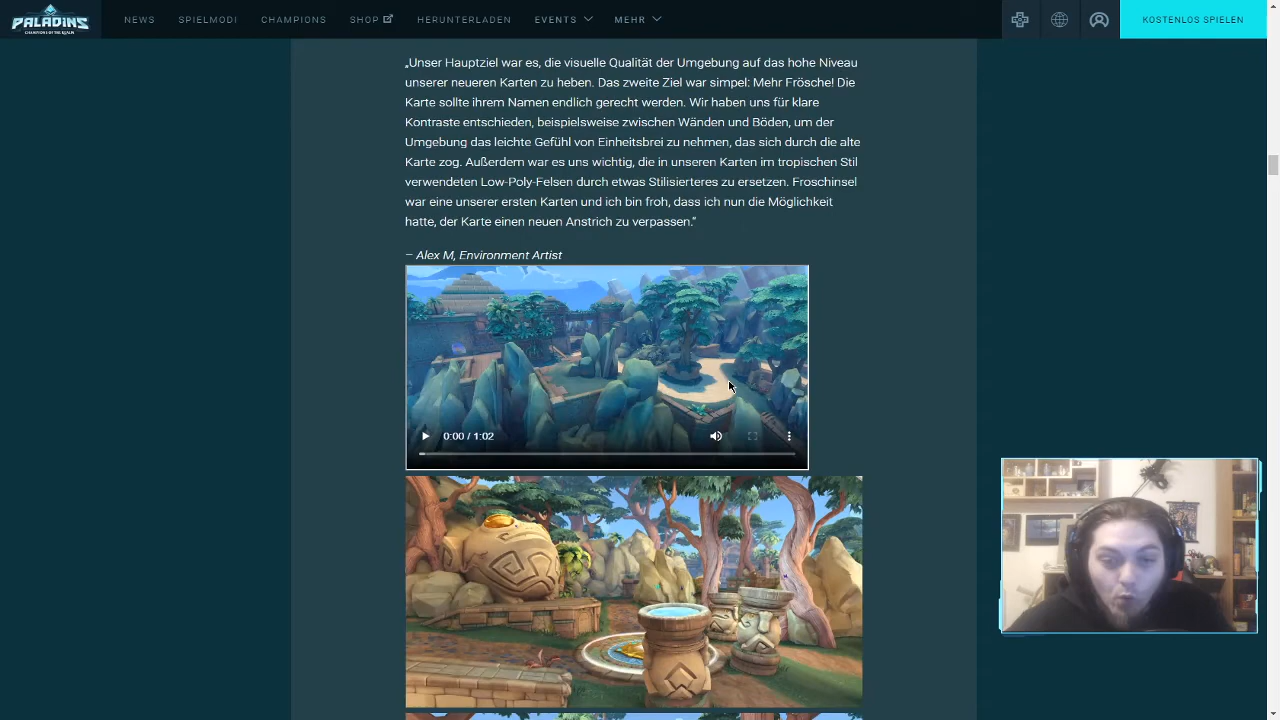 PALADINS
CHAMPIONS OF THE REALM
NEWS
SPIELMODI
CHAMPIONS
SHOP
HERUNTERLADEN
EVENTS
MEHR
KOSTENLOS SPIELEN
„Unser Hauptziel war es, die visuelle Qualität der Umgebung auf das hohe Niveau
unserer neueren Karten zu heben. Das zweite Ziel war simpel: Mehr Frösche! Die
Karte sollte ihrem Namen endlich gerecht werden. Wir haben uns für klare
Kontraste entschieden, beispielsweise zwischen Wänden und Böden, um der
Umgebung das leichte Gefühl von Einheitsbrei zu nehmen, das sich durch die alte
Karte zog. Außerdem war es uns wichtig, die in unseren Karten im tropischen Stil
verwendeten Low-Poly-Felsen durch etwas Stilisierteres zu ersetzen. Froschinsel
war eine unserer ersten Karten und ich bin froh, dass ich nun die Möglichkeit
hatte, der Karte einen neuen Anstrich zu verpassen.“
– Alex M, Environment Artist
0:00 / 1:02